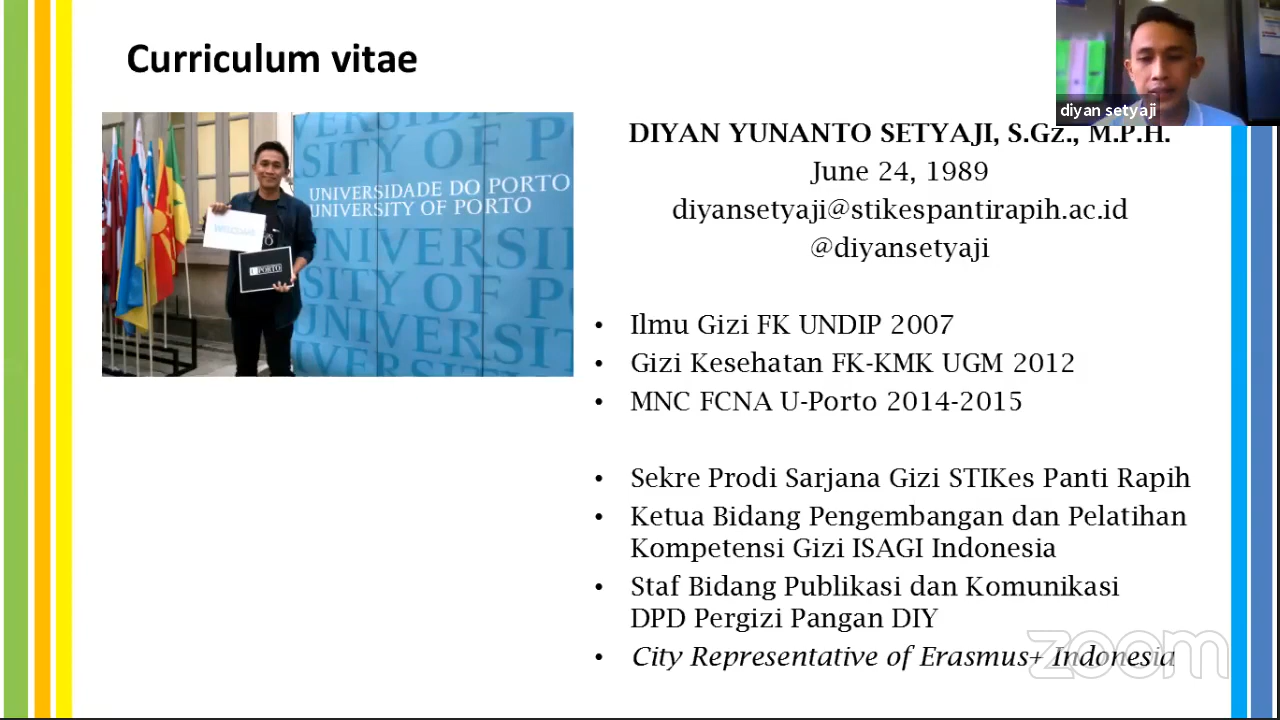 Curriculum vitae
diyan setyaji
UNIVERSIDADE DO PORTO
UNIVERSITY OF PORTO
U.PORTO
DIYAN YUNANTO SETYAJI, S.Gz., M.P.H.
June 24, 1989
diyansetyaji@stikespantirapih.ac.id
@diyansetyaji
• Ilmu Gizi FK UNDIP 2007
• Gizi Kesehatan FK-KMK UGM 2012
• MNC FCNA U-Porto 2014-2015
• Sekre Prodi Sarjana Gizi STIKes Panti Rapih
• Ketua Bidang Pengembangan dan Pelatihan
Kompetensi Gizi ISAGI Indonesia
• Staf Bidang Publikasi dan Komunikasi
DPD Pergizi Pangan DIY
• City Representative of Erasmus+ Indonesia
zoom